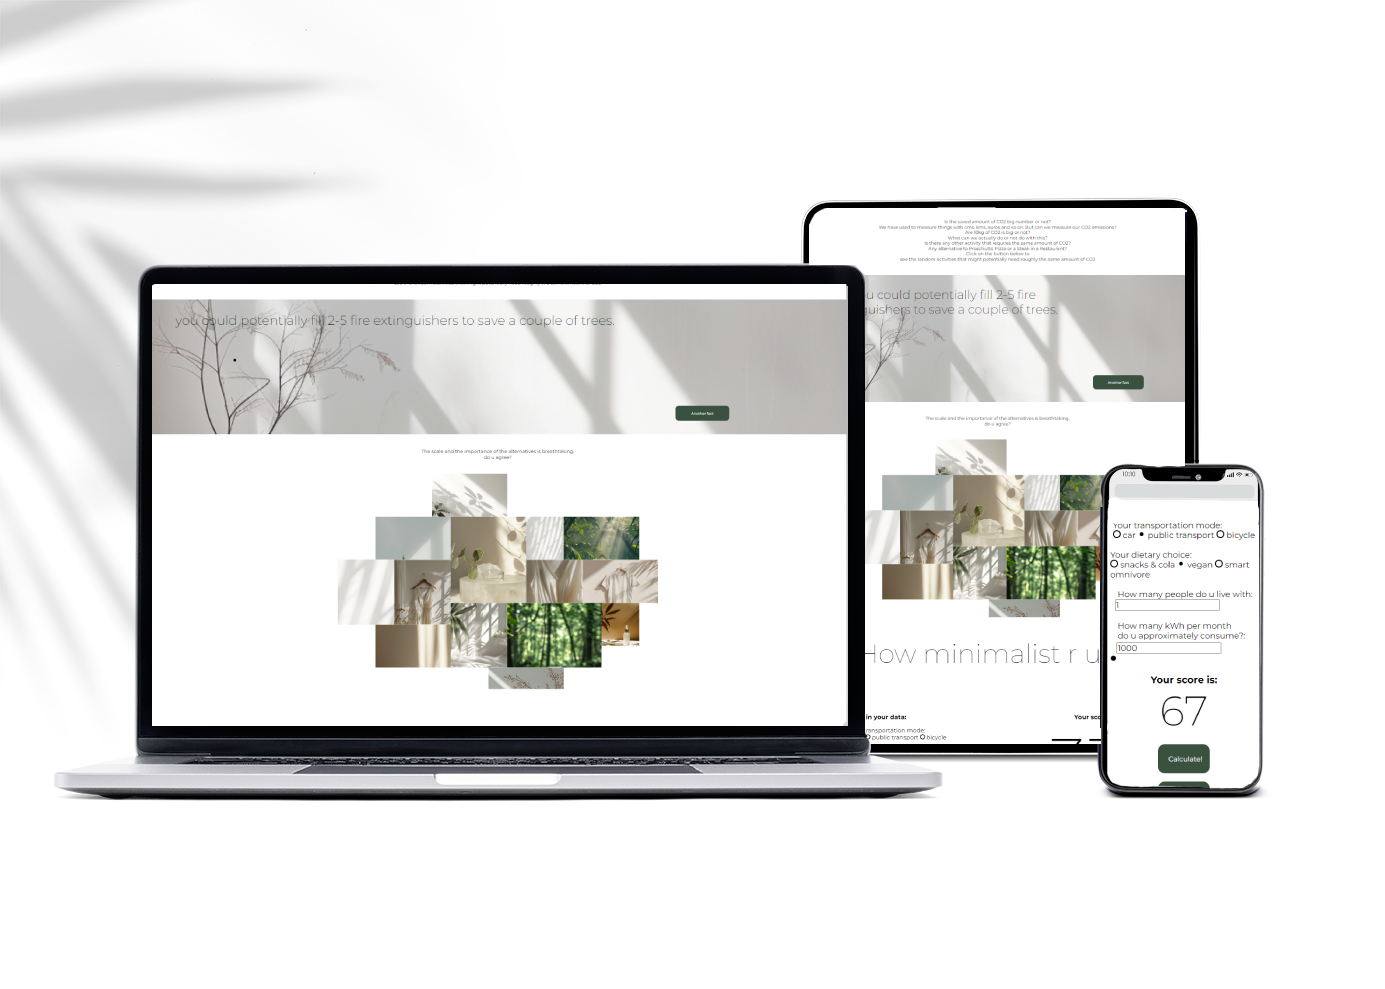 you could potentially fill 2-5 fire extinguishers to save a couple of trees.
Another fact
The scale and the importance of the alternatives is breathtaking,
do u agree?
Is the saved amount of CO2 big number or not?
We have used to measure things with cms, kms, euros and so on. But can we measure our CO2 emissions?
Are 10kg of CO2 is big or not?
What can we actually do or not do with this?
Is there any other activity that requires the same amount of CO2?
Any alternative to Proschutto Pizza or a Steak in a Restaurant?
Click on the button below to
see the random activities that might potentially need roughly the same amount of CO2
u could potentially fill 2-5 fire
guishers to save a couple of trees.
Another fact
The scale and the importance of the alternatives is breathtaking,
do u agree?
How minimalist r u
in your data:
Your sco
ransportation mode:
public transport bicycle
10:10
Your transportation mode:
car public transport bicycle
Your dietary choice:
snacks & cola vegan smart
omnivore
How many people do u live with:
1
How many kWh per month
do u approximately consume?:
1000
Your score is:
67
Calculate!